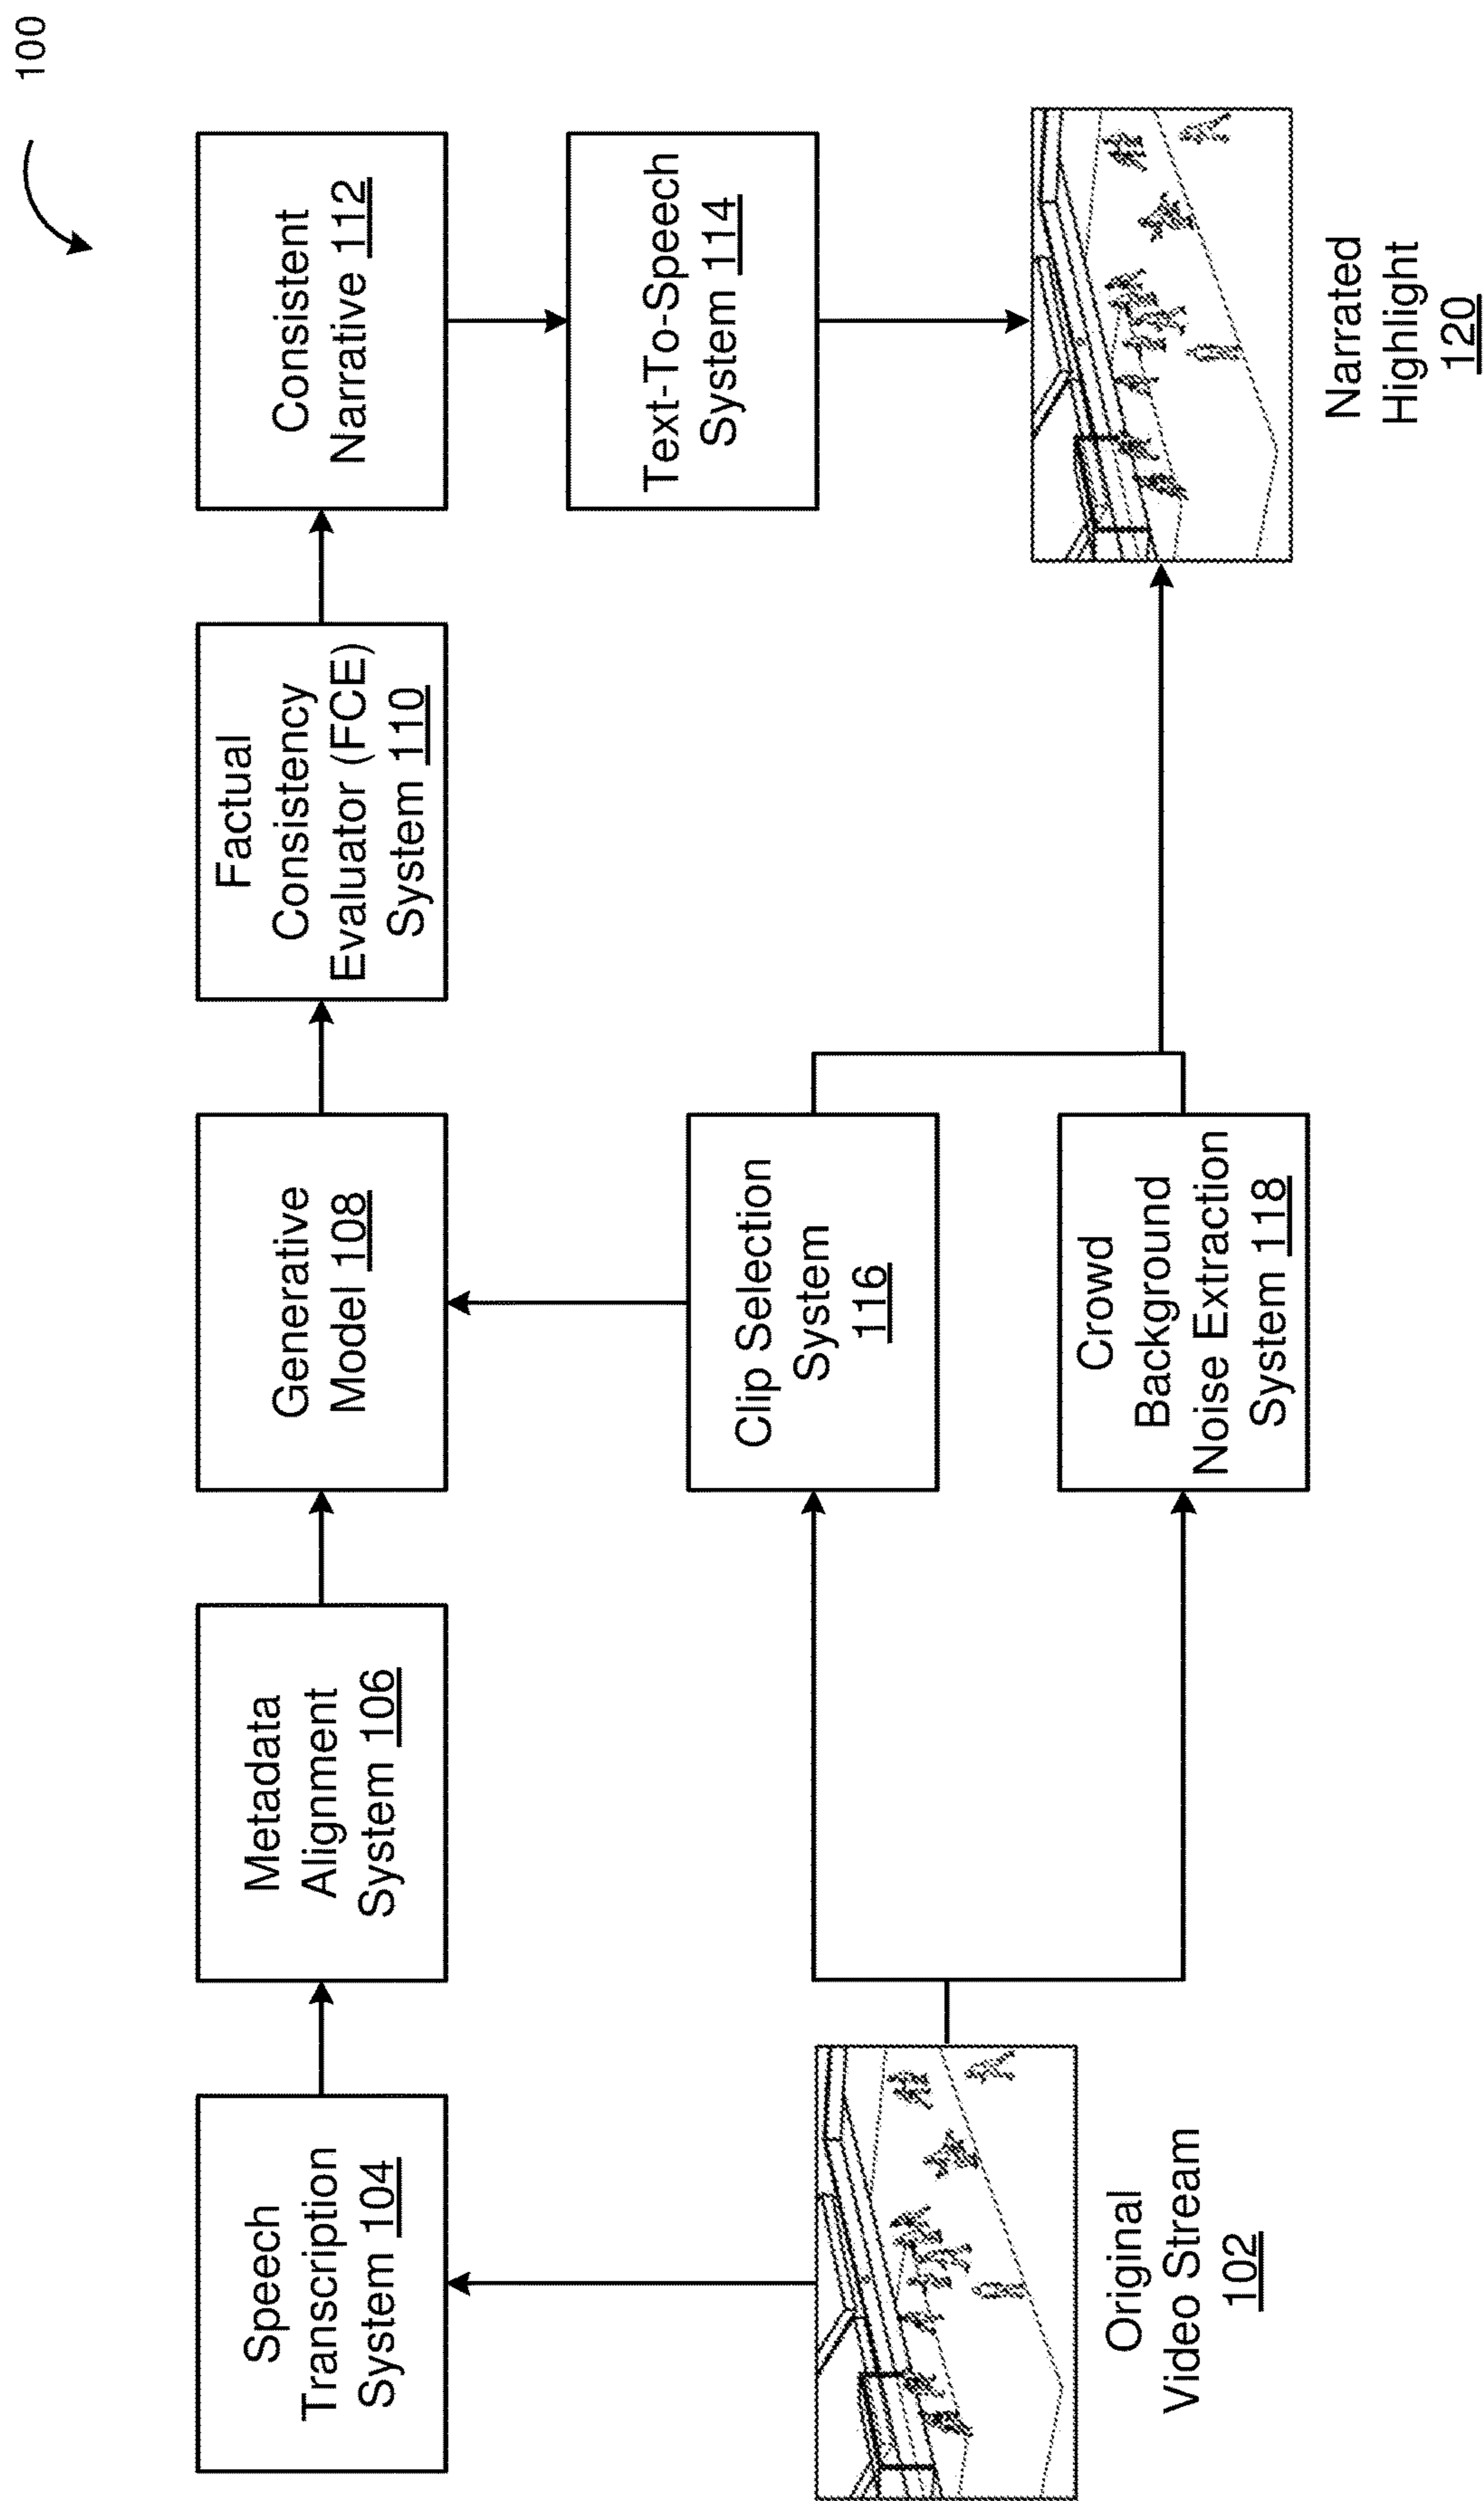 100
Speech
Transcription
System 104
Metadata
Alignment
System 106
Generative
Model 108
Factual
Consistency
Evaluator (FCE)
System 110
Consistent
Narrative 112
Text-To-Speech
System 114
Clip Selection
System
116
Crowd
Background
Noise Extraction
System 118
Original
Video Stream
102
Narrated
Highlight
120